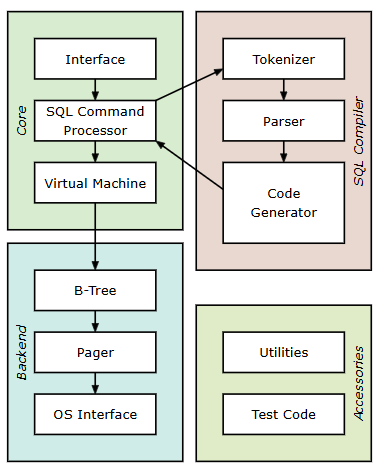 Core
Interface
SQL Command
Processor
Virtual Machine
SQL Compiler
Tokenizer
Parser
Code
Generator
Backend
B-Tree
Pager
OS Interface
Accessories
Utilities
Test Code